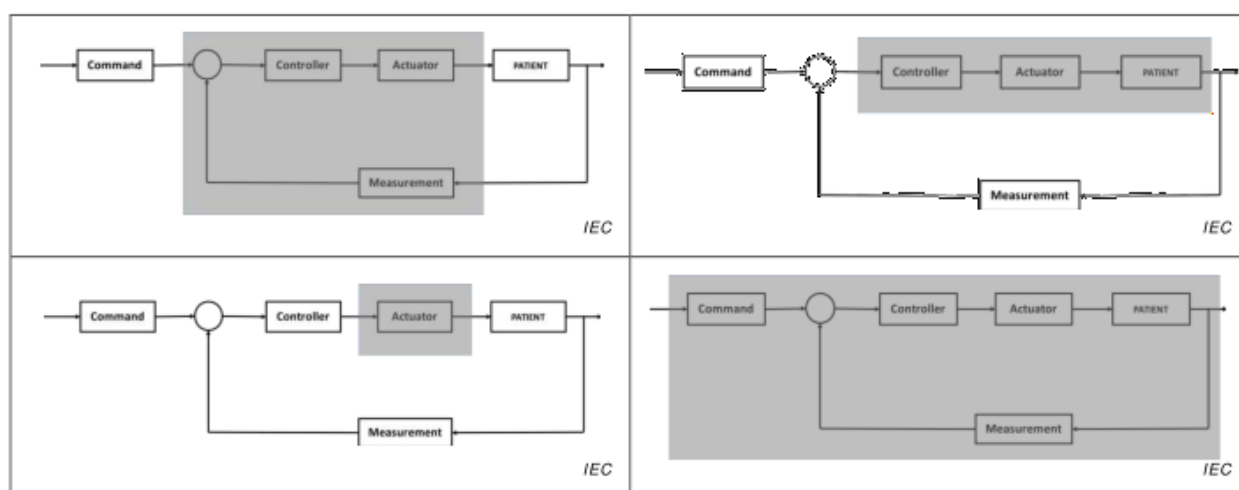 Command Controller Actuator PATIENT
Measurement
IEC
Command Controller Actuator PATIENT
Measurement
IEC
Command Controller Actuator PATIENT
Measurement
IEC
Command Controller Actuator PATIENT
Measurement
IEC